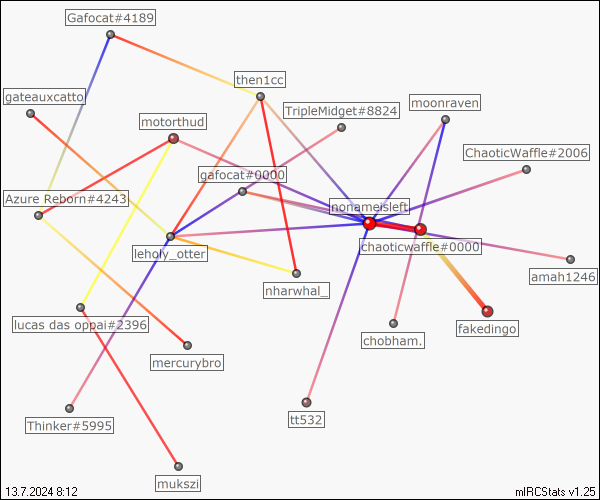 Gafocat#4189
then1cc
gateauxcatto
TripleMidget#8824
moonraven
motorthud
ChaoticWaffle#2006
gafocat#0000
Azure Reborn#4243
nonameisleft
chaoticwaffle#0000
leholy_otter
amah1246
nharwhal_
lucas das oppai#2396
fakedingo
chobham.
mercurybro
Thinker#5995
tt532
mukszi
13.7.2024 8:12
mIRCStats v1.25